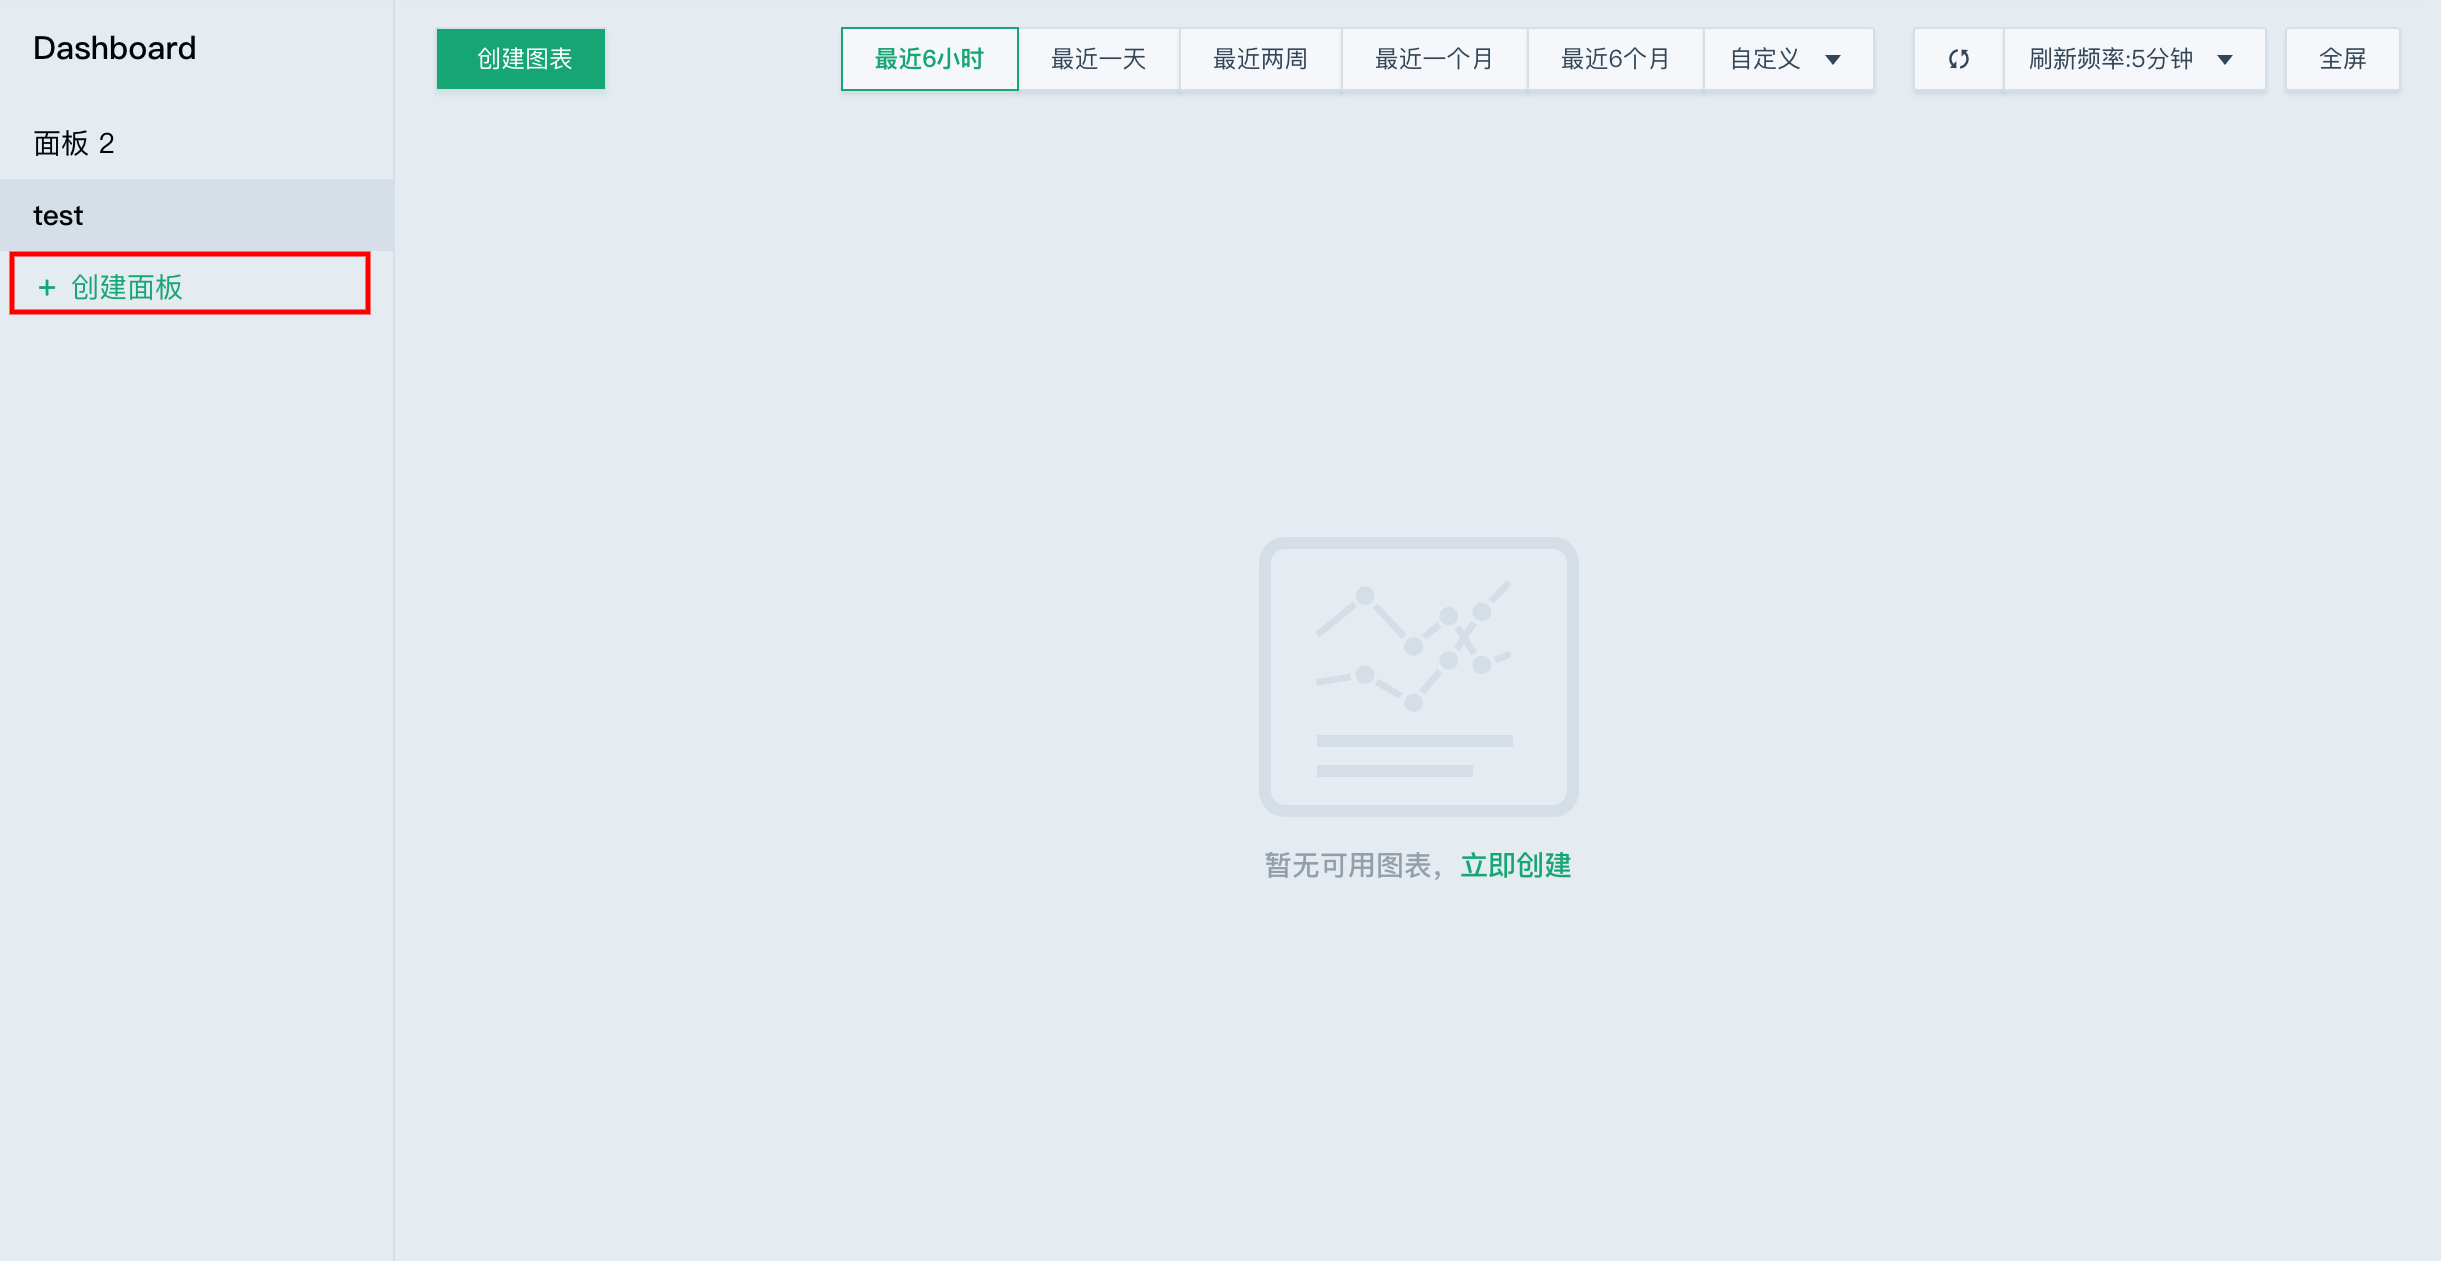 Dashboard
面板 2
test
+ 创建面板
创建图表
最近6小时
最近一天
最近两周
最近一个月
最近6个月
自定义
刷新频率:5分钟
全屏
暂无可用图表，立即创建